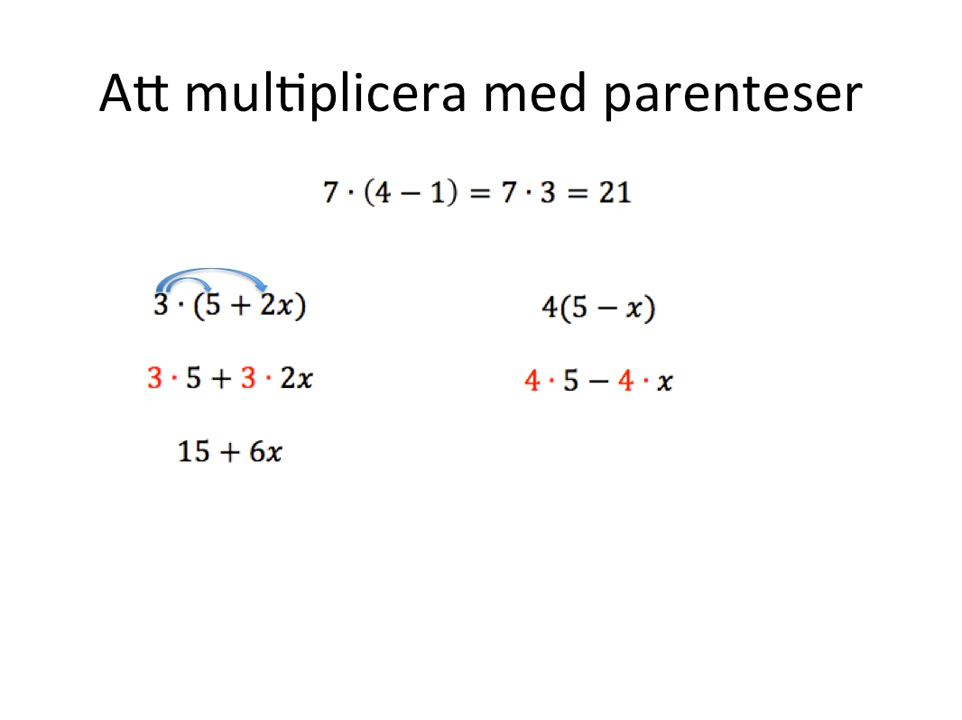 Att multiplicera med parenteser
7 · (4 − 1) = 7 · 3 = 21
3 · (5 + 2x)
4(5 − x)
3 · 5 + 3 · 2x
4 · 5 − 4 · x
15 + 6x